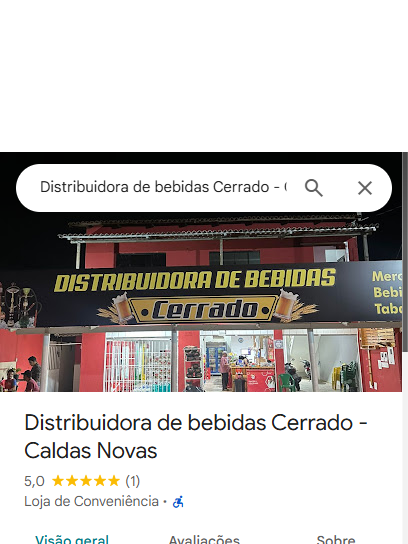 Distribuidora de bebidas Cerrado -
DISTRIBUIDORA DE BEBIDAS
Cerrado
Merc
Bebi
Taba
Distribuidora de bebidas Cerrado -
Caldas Novas
5,0 ★★★★★ (1)
Loja de Conveniência ·
Visão geral Avaliações Sobre